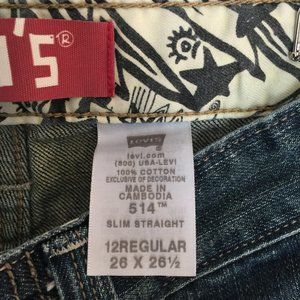 'S®
LEVI'S
levi.com
(800) USA-LEVI
100% COTTON
EXCLUSIVE OF DECORATION
MADE IN
CAMBODIA
514™
SLIM STRAIGHT
12REGULAR
26 X 26½